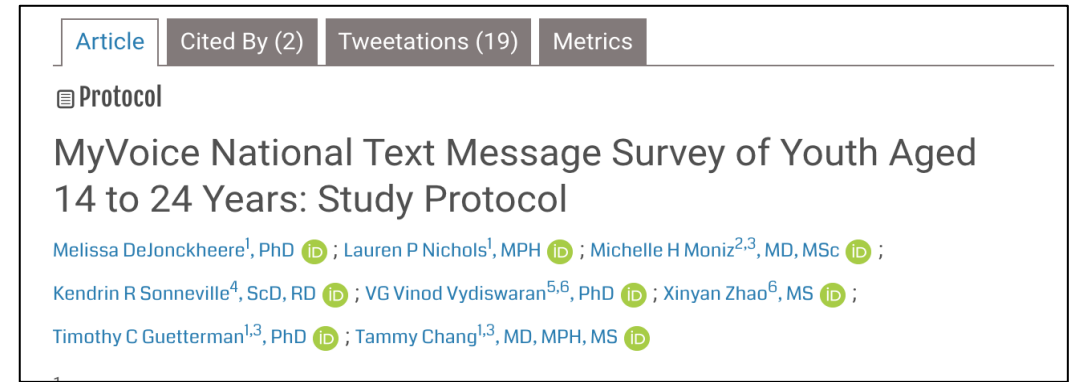 Article Cited By (2) Tweetations (19) Metrics
Protocol
MyVoice National Text Message Survey of Youth Aged
14 to 24 Years: Study Protocol
Melissa DeJonckheere1, PhD iD ; Lauren P Nichols1, MPH iD ; Michelle H Moniz2,3, MD, MSc iD ;
Kendrin R Sonneville4, ScD, RD iD ; VG Vinod Vydiswaran5,6, PhD iD ; Xinyan Zhao6, MS iD ;
Timothy C Guetterman1,3, PhD iD ; Tammy Chang1,3, MD, MPH, MS iD